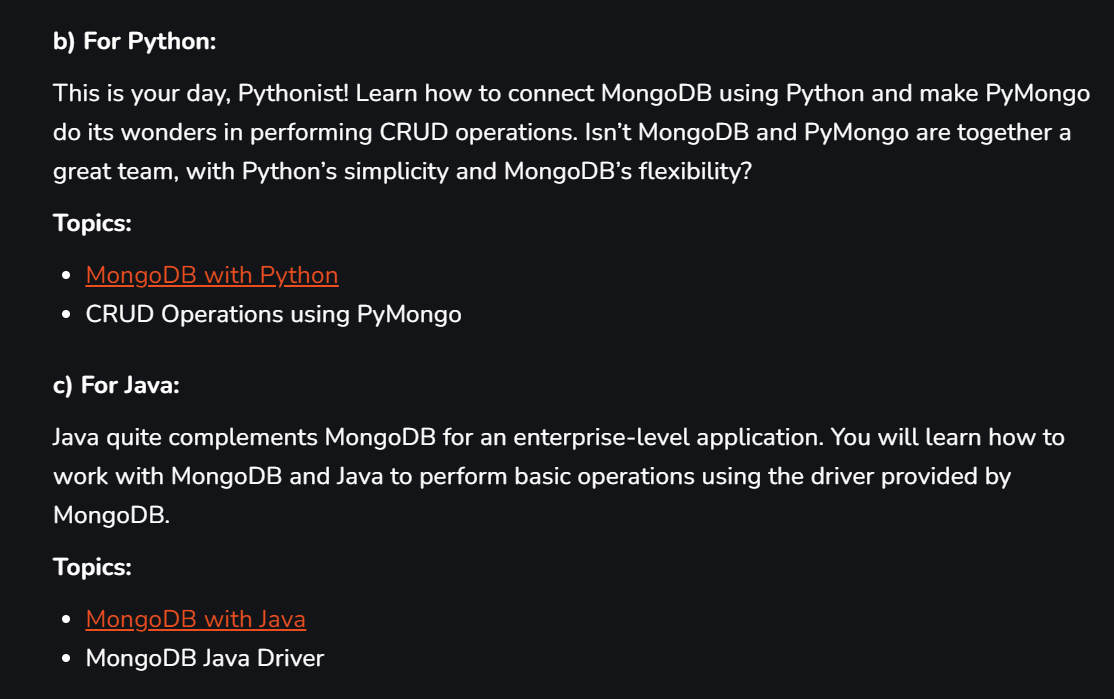 b) For Python:
This is your day, Pythonist! Learn how to connect MongoDB using Python and make PyMongo
do its wonders in performing CRUD operations. Isn’t MongoDB and PyMongo are together a
great team, with Python’s simplicity and MongoDB’s flexibility?
Topics:
• MongoDB with Python
• CRUD Operations using PyMongo
c) For Java:
Java quite complements MongoDB for an enterprise-level application. You will learn how to
work with MongoDB and Java to perform basic operations using the driver provided by
MongoDB.
Topics:
• MongoDB with Java
• MongoDB Java Driver